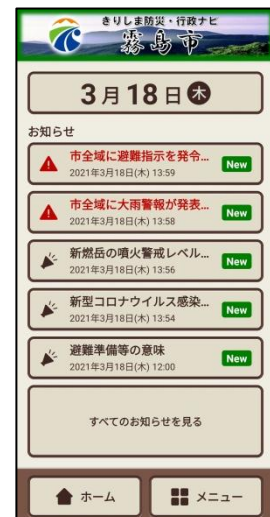 きりしま防災・行政ナビ
霧島市
3月18日 木
お知らせ
市全域に避難指示を発令...
2021年3月18日(木) 13:59
New
市全域に大雨警報が発表...
2021年3月18日(木) 13:58
New
新燃岳の噴火警戒レベル...
2021年3月18日(木) 13:56
New
新型コロナウイルス感染...
2021年3月18日(木) 13:54
New
避難準備等の意味
2021年3月18日(木) 12:00
New
すべてのお知らせを見る
ホーム
メニュー